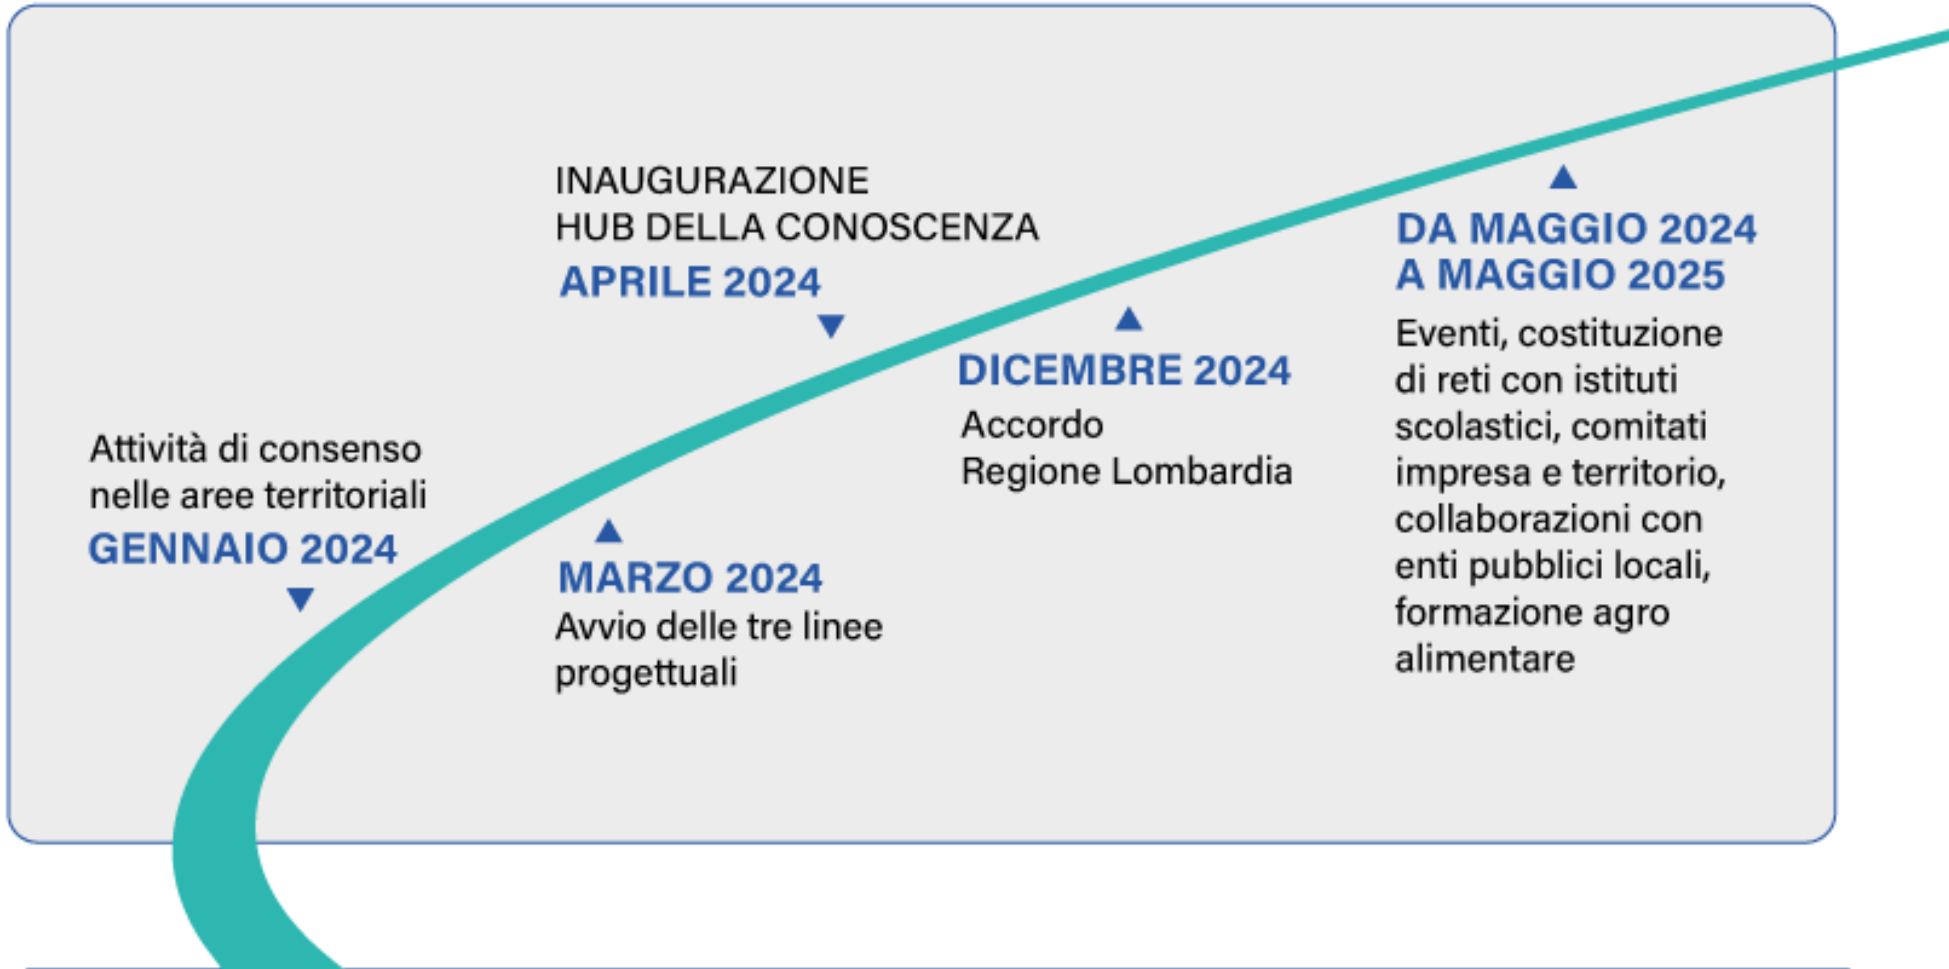 INAUGURAZIONE
HUB DELLA CONOSCENZA
APRILE 2024
Attività di consenso
nelle aree territoriali
GENNAIO 2024
MARZO 2024
Avvio delle tre linee
progettuali
DICEMBRE 2024
Accordo
Regione Lombardia
DA MAGGIO 2024
A MAGGIO 2025
Eventi, costituzione
di reti con istituti
scolastici, comitati
impresa e territorio,
collaborazioni con
enti pubblici locali,
formazione agro
alimentare